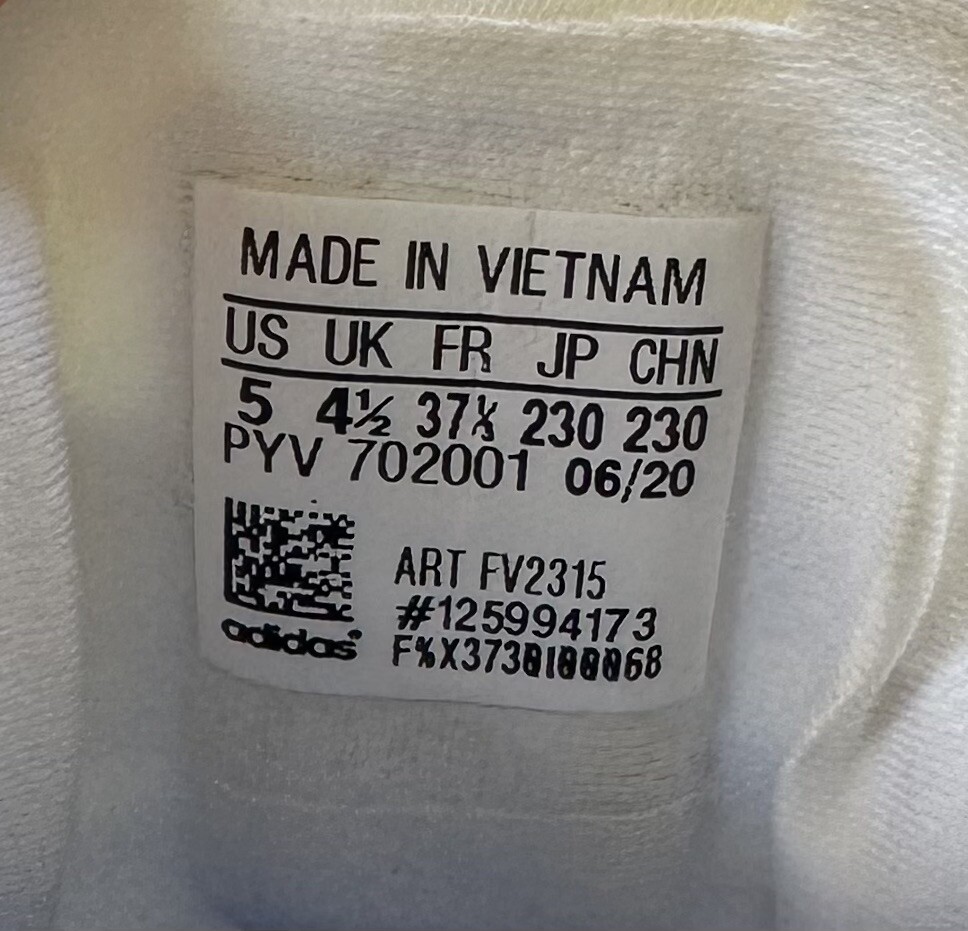 MADE IN VIETNAM
US UK FR JP CHN
5 4½ 37⅓ 230 230
PYV 702001 06/20
ART FV2315
#125994173
adidas